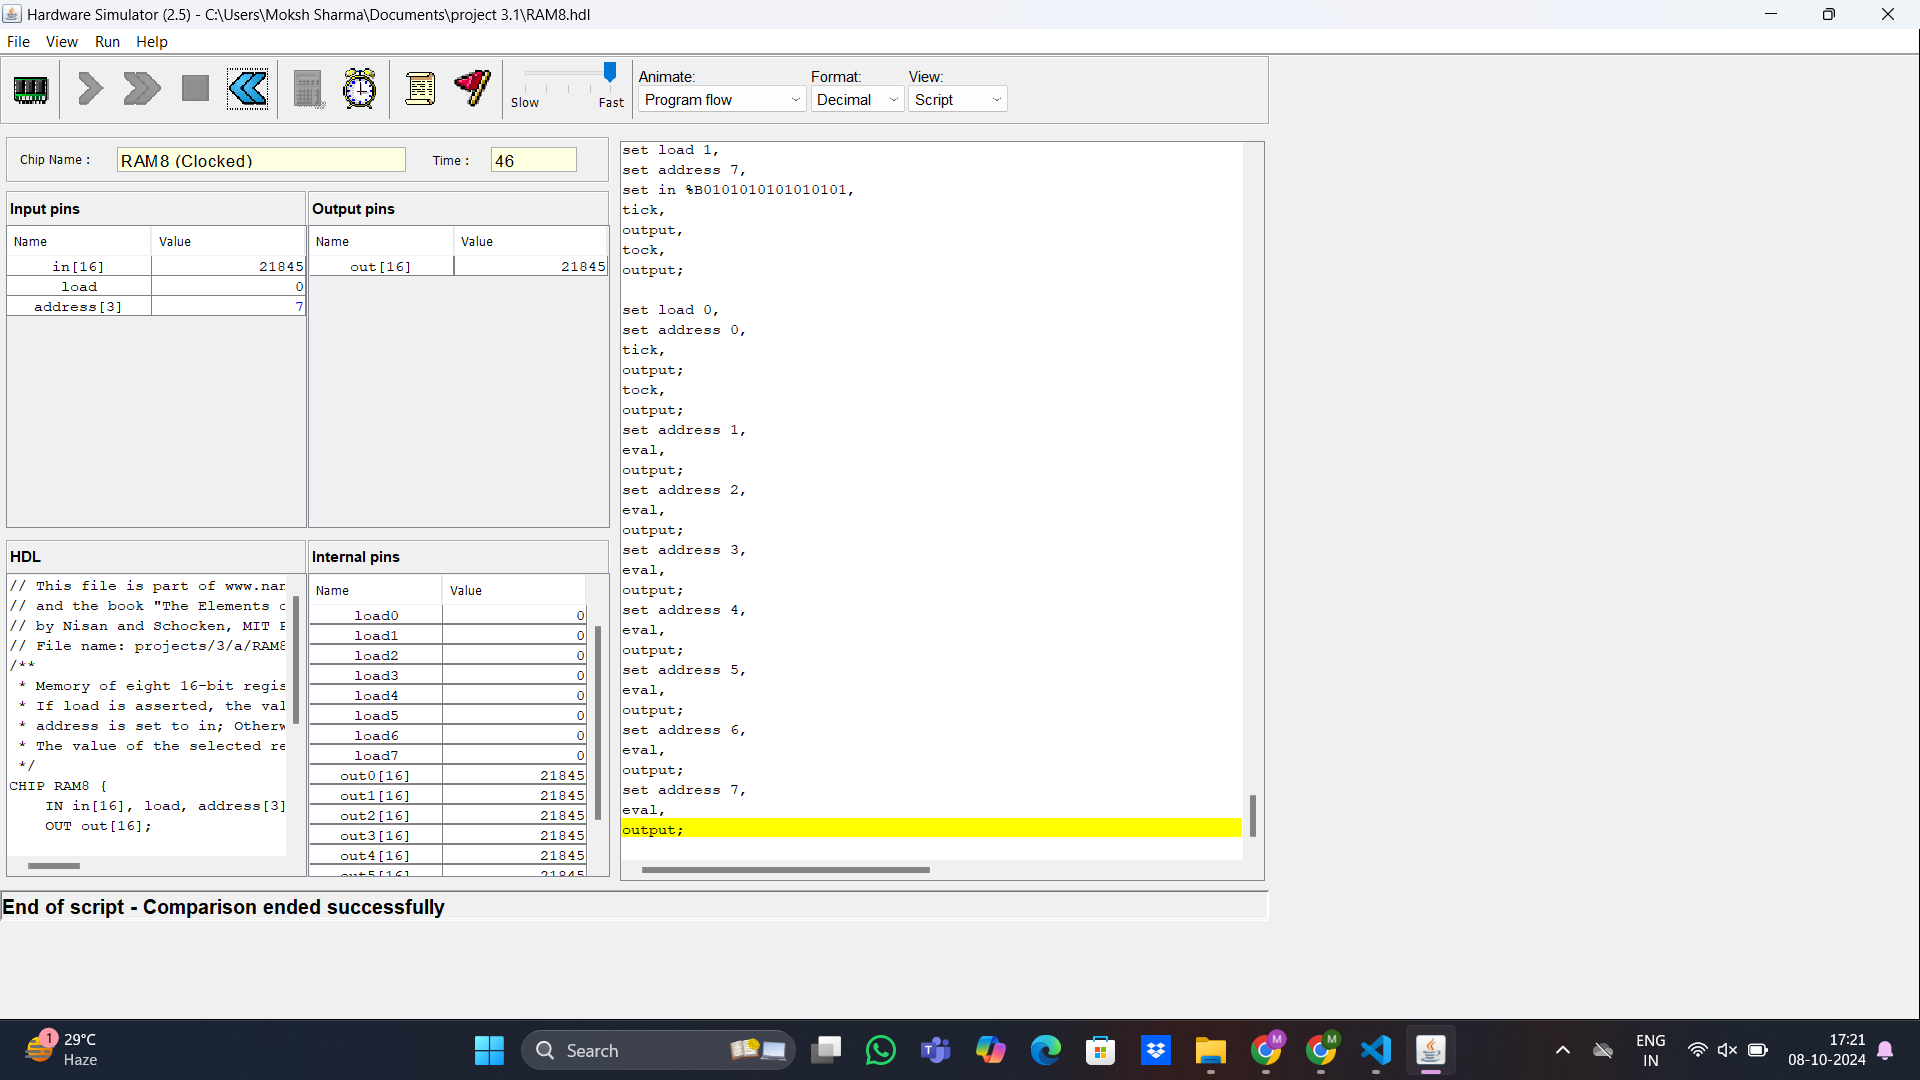 Hardware Simulator (2.5) - C:\Users\Moksh Sharma\Documents\project 3.1\RAM8.hdl
File View Run Help
Slow Fast
Animate: Format: View:
Program flow Decimal Script
Chip Name : RAM8 (Clocked) Time : 46
Input pins
Name Value
in[16] 21845
load 0
address[3] 7
Output pins
Name Value
out[16] 21845
HDL
// This file is part of www.nan
// and the book "The Elements o
// by Nisan and Schocken, MIT P
// File name: projects/3/a/RAM8
/**
* Memory of eight 16-bit regis
* If load is asserted, the val
* address is set to in; Otherw
* The value of the selected re
*/
CHIP RAM8 {
IN in[16], load, address[3]
OUT out[16];
Internal pins
Name Value
load0 0
load1 0
load2 0
load3 0
load4 0
load5 0
load6 0
load7 0
out0[16] 21845
out1[16] 21845
out2[16] 21845
out3[16] 21845
out4[16] 21845
out5[16] 21845
set load 1,
set address 7,
set in %B0101010101010101,
tick,
output,
tock,
output;
set load 0,
set address 0,
tick,
output;
tock,
output;
set address 1,
eval,
output;
set address 2,
eval,
output;
set address 3,
eval,
output;
set address 4,
eval,
output;
set address 5,
eval,
output;
set address 6,
eval,
output;
set address 7,
eval,
output;
End of script - Comparison ended successfully
1
29°C
Haze
Search
M
M
ENG
IN
17:21
08-10-2024